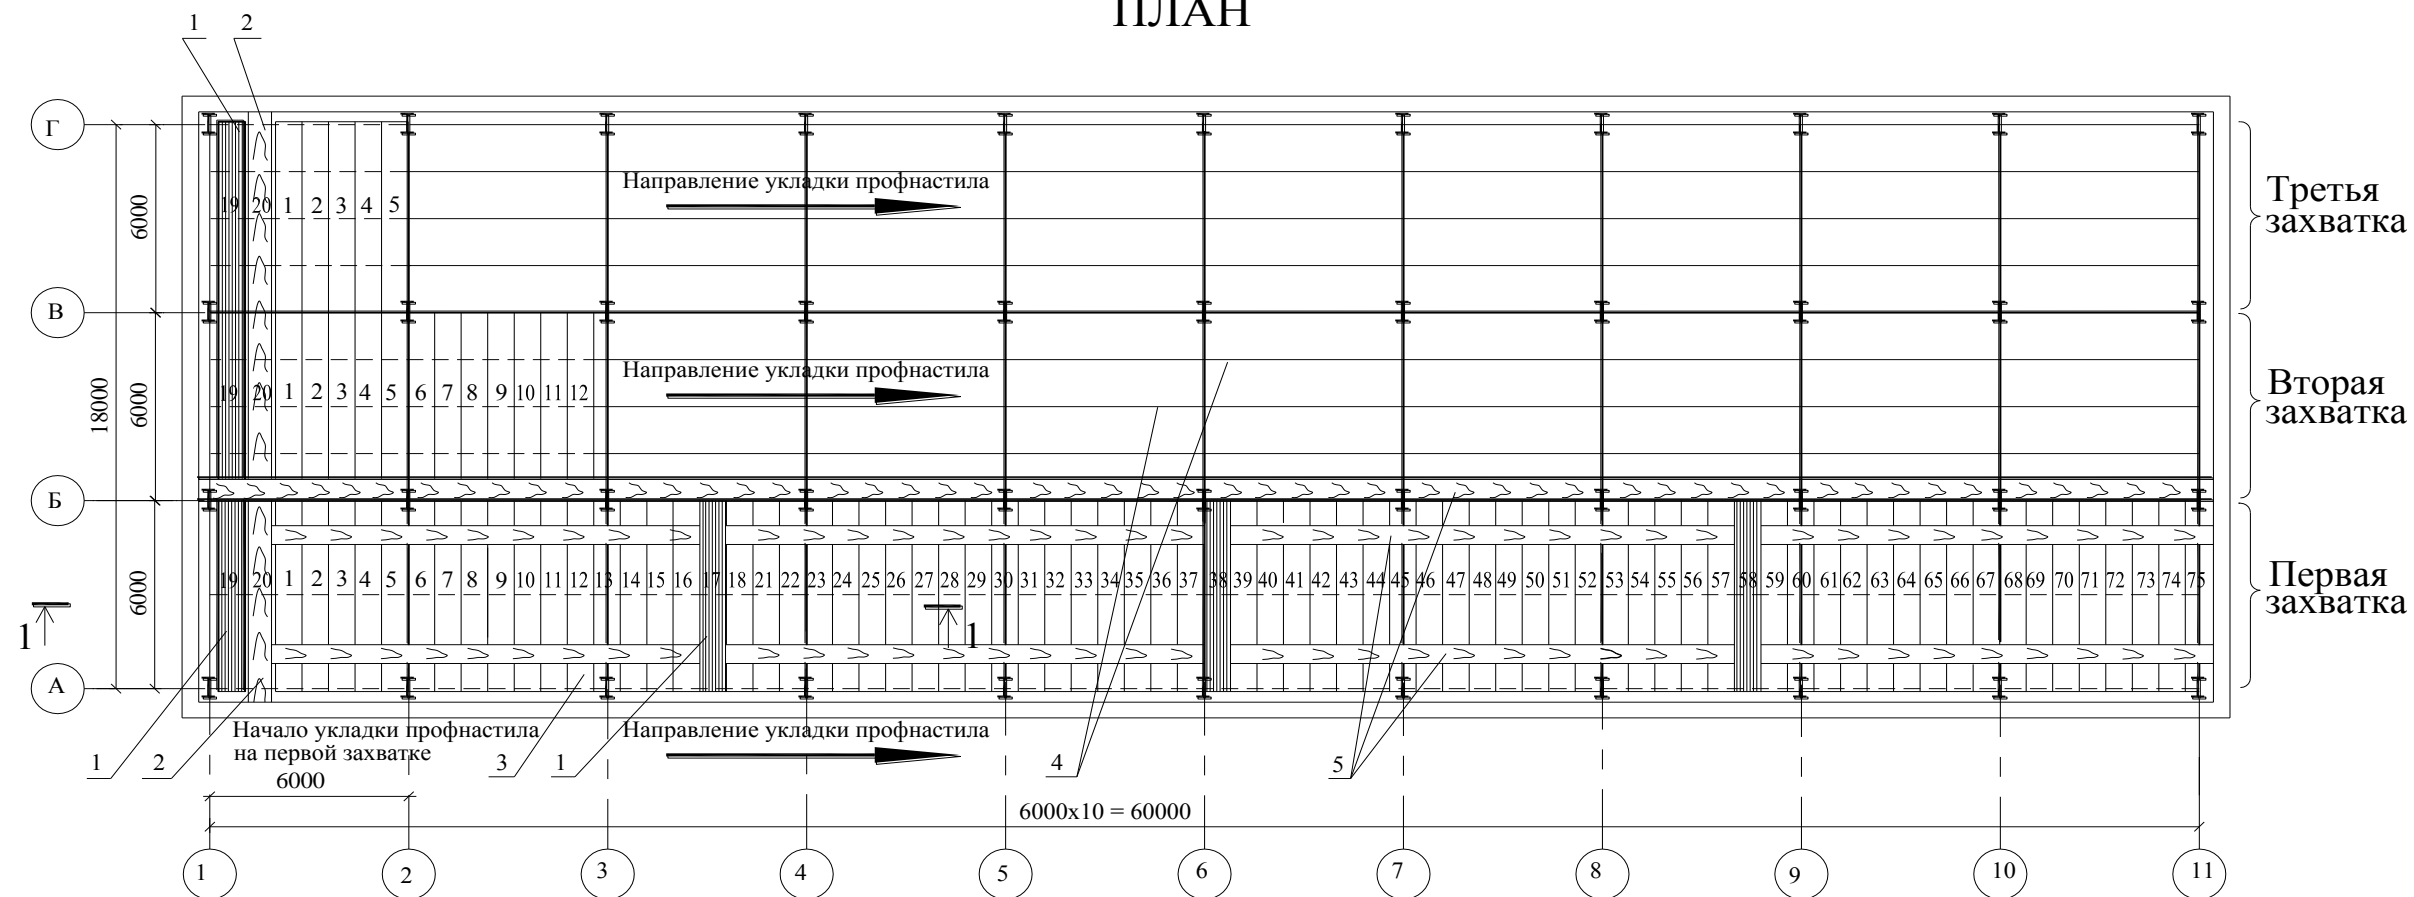 ПЛАН
1 2
Г
Направление укладки профнастила
Третья
захватка
6000
19 20 1 2 3 4 5
В
Направление укладки профнастила
Вторая
захватка
18000
6000
19 20 1 2 3 4 5 6 7 8 9 10 11 12
Б
6000
19 20 1 2 3 4 5 6 7 8 9 10 11 12 13 14 15 16 17 18 21 22 23 24 25 26 27 28 29 30 31 32 33 34 35 36 37 38 39 40 41 42 43 44 45 46 47 48 49 50 51 52 53 54 55 56 57 58 59 60 61 62 63 64 65 66 67 68 69 70 71 72 73 74 75
Первая
захватка
1 1
А
Начало укладки профнастила
на первой захватке
Направление укладки профнастила
1 2 3 1 4 5
6000
6000х10 = 60000
1 2 3 4 5 6 7 8 9 10 11